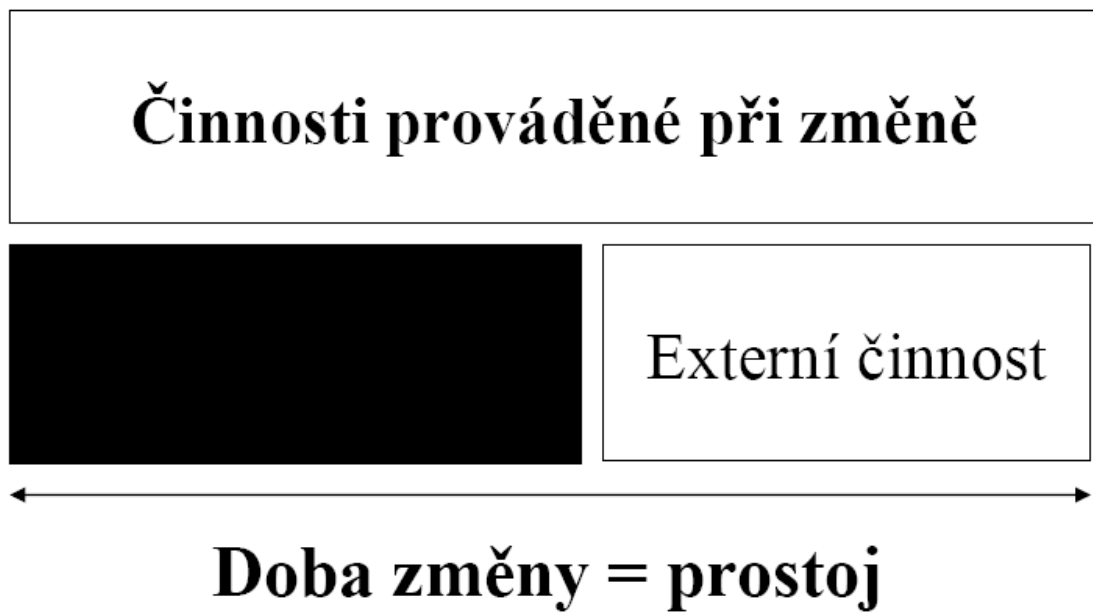 Činnosti prováděné při změně
Externí činnost
Doba změny = prostoj